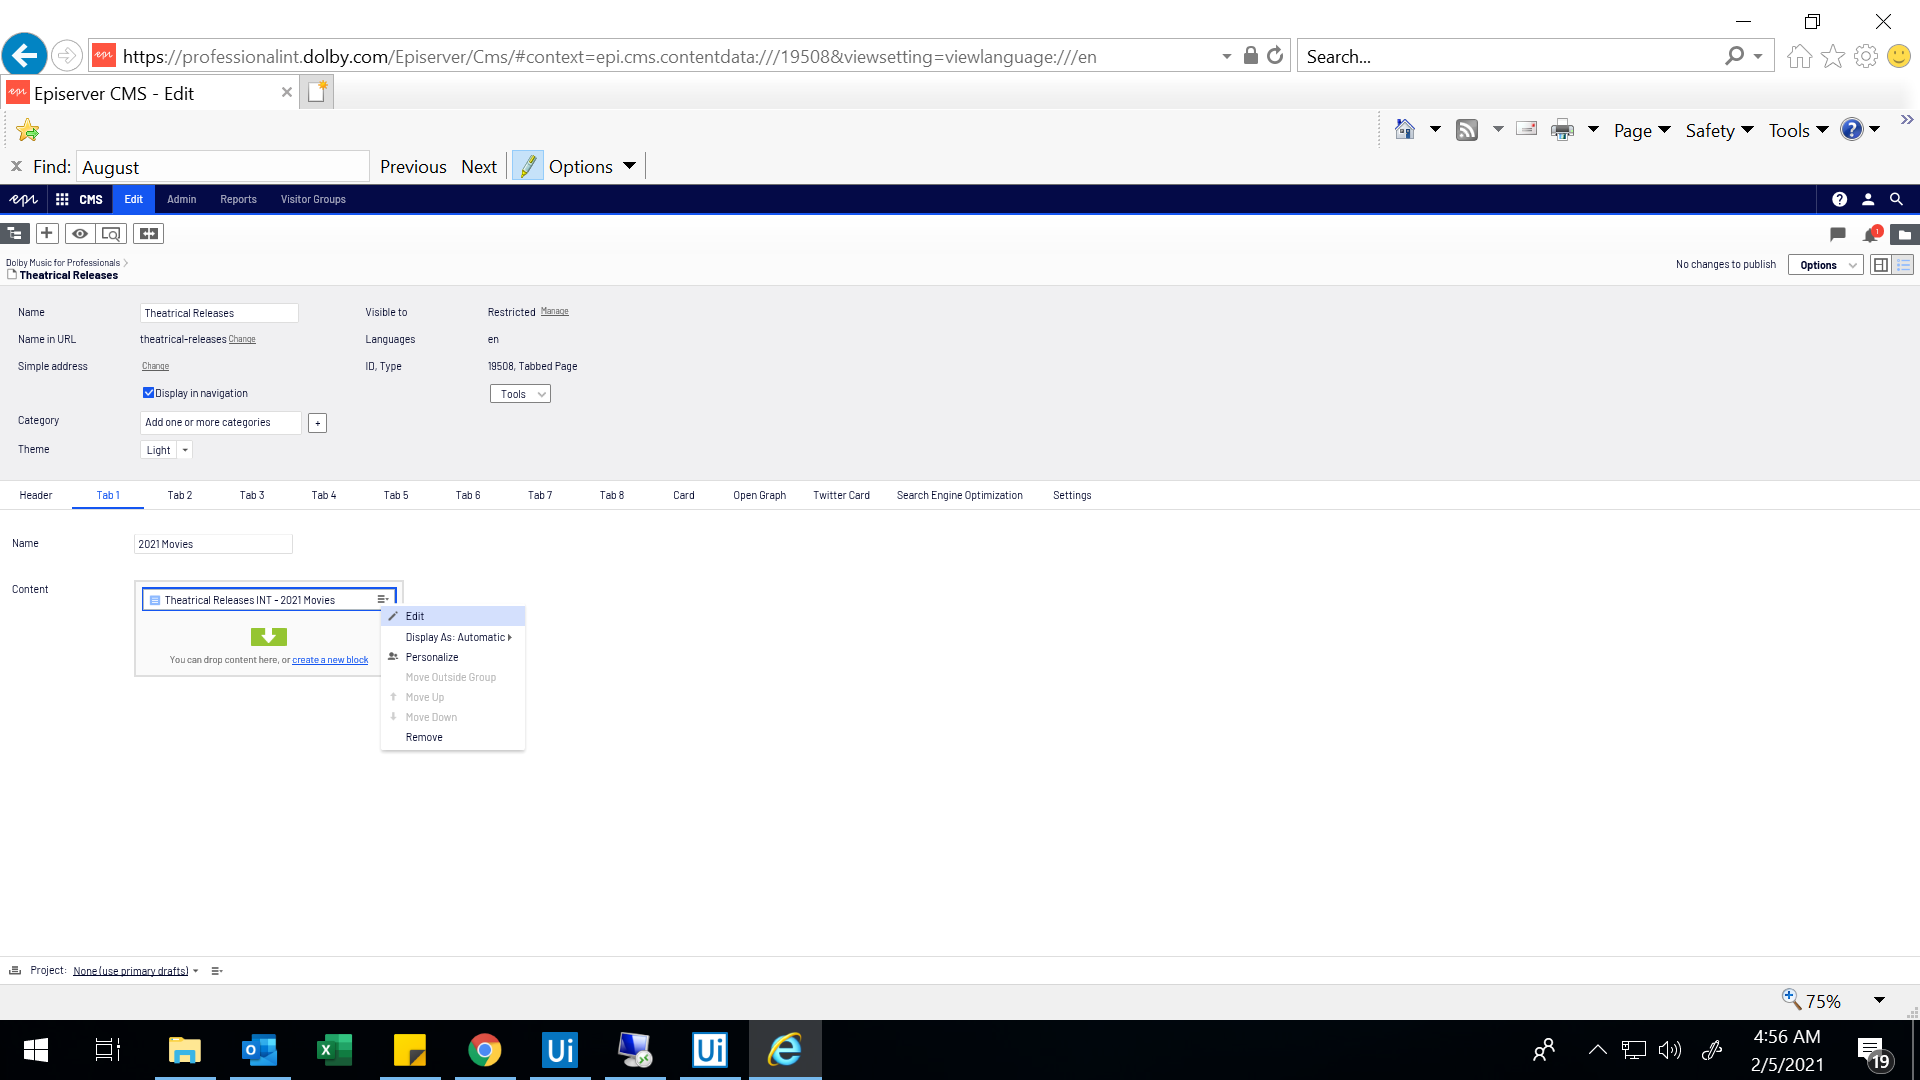 https://professionalint.dolby.com/Episerver/Cms/#context=epi.cms.contentdata:///19508&viewsetting=viewlanguage:///en
Search...
Episerver CMS - Edit
Page
Safety
Tools
x Find: August Previous Next Options
epi CMS Edit Admin Reports Visitor Groups
1
Dolby Music for Professionals
Theatrical Releases
No changes to publish
Options
Name Theatrical Releases Visible to Restricted Manage
Name in URL theatrical-releases Change Languages en
Simple address Change ID, Type 19508, Tabbed Page
Display in navigation Tools
Category Add one or more categories +
Theme Light
Header Tab 1 Tab 2 Tab 3 Tab 4 Tab 5 Tab 6 Tab 7 Tab 8 Card Open Graph Twitter Card Search Engine Optimization Settings
Name 2021 Movies
Content Theatrical Releases INT - 2021 Movies
You can drop content here, or create a new block
Edit
Display As: Automatic
Personalize
Move Outside Group
Move Up
Move Down
Remove
Project: None (use primary drafts)
75%
4:56 AM
2/5/2021
19